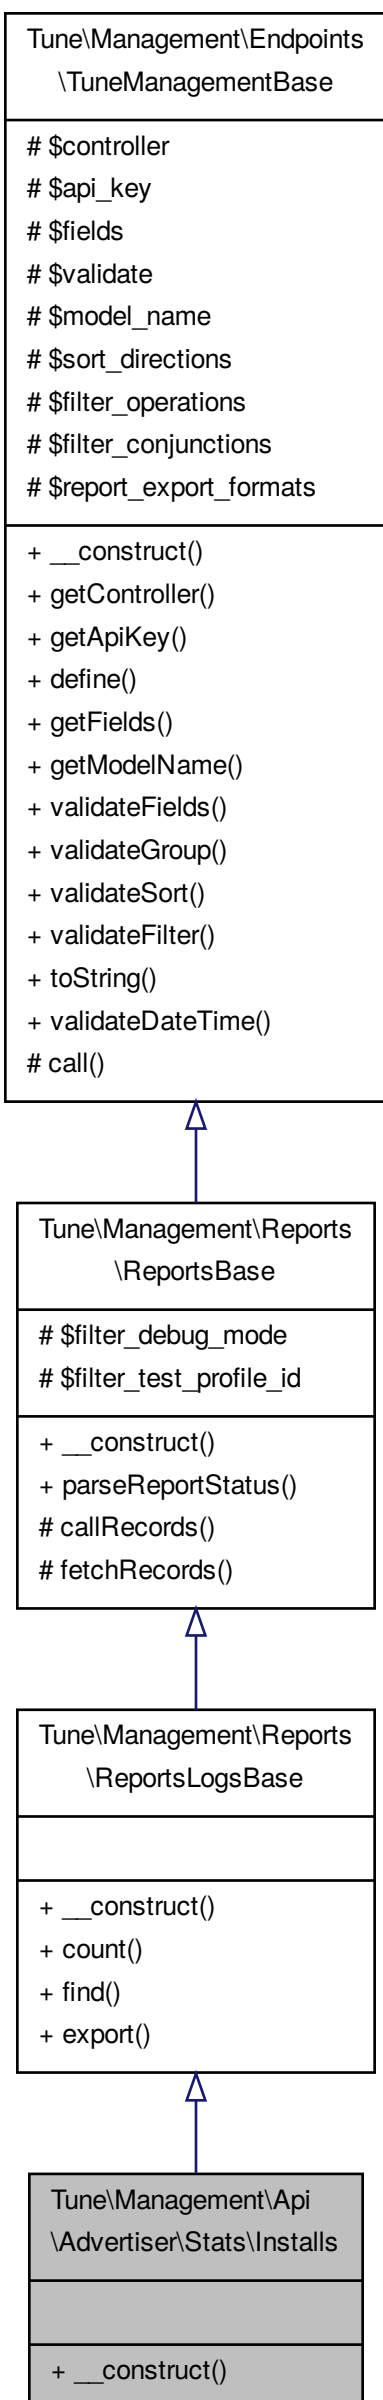 Tune\Management\Endpoints
\TuneManagementBase
# $controller
# $api_key
# $fields
# $validate
# $model_name
# $sort_directions
# $filter_operations
# $filter_conjunctions
# $report_export_formats
+ __construct()
+ getController()
+ getApiKey()
+ define()
+ getFields()
+ getModelName()
+ validateFields()
+ validateGroup()
+ validateSort()
+ validateFilter()
+ toString()
+ validateDateTime()
# call()
Tune\Management\Reports
\ReportsBase
# $filter_debug_mode
# $filter_test_profile_id
+ __construct()
+ parseReportStatus()
# callRecords()
# fetchRecords()
Tune\Management\Reports
\ReportsLogsBase
+ __construct()
+ count()
+ find()
+ export()
Tune\Management\Api
\Advertiser\Stats\Installs
+ __construct()